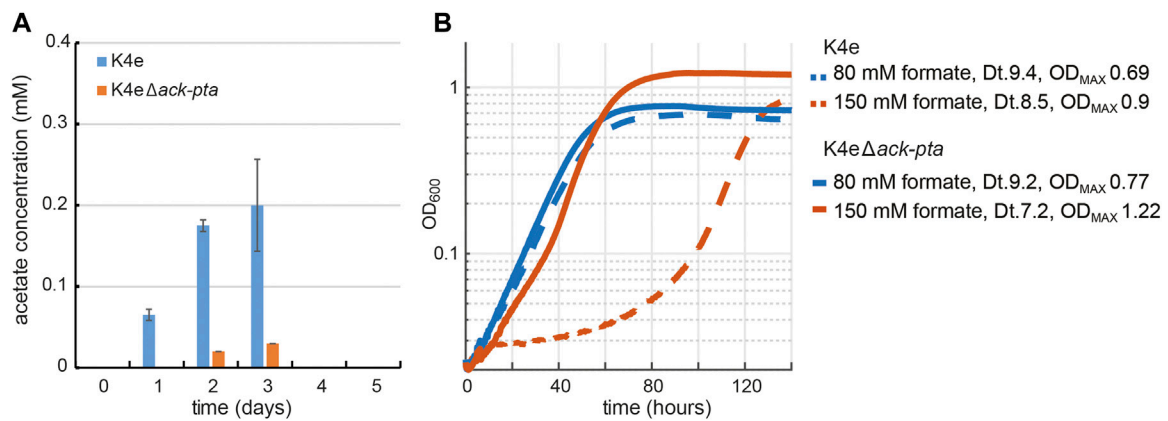 A
acetate concentration (mM)
0.4
0.3
0.2
0.1
0
K4e
K4eΔack-pta
0 1 2 3 4 5
time (days)
B
OD600
1
0.1
0 40 80 120
time (hours)
K4e
80 mM formate, Dt.9.4, ODMAX 0.69
150 mM formate, Dt.8.5, ODMAX 0.9
K4eΔack-pta
80 mM formate, Dt.9.2, ODMAX 0.77
150 mM formate, Dt.7.2, ODMAX 1.22